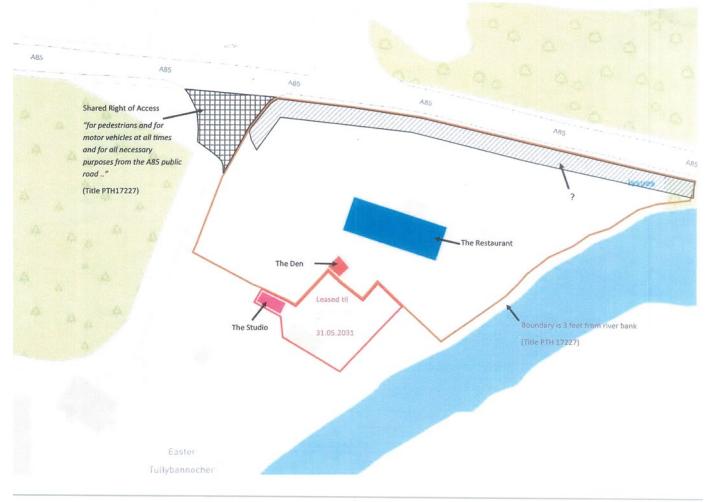 A85
A85
A85
A85
A85
A85
Shared Right of Access
"for pedestrians and for
motor vehicles at all times
and for all necessary
purposes from the A85 public
road .."
(Title PTH17227)
?
The Restaurant
The Den
Leased til
The Studio
31.05.2031
Boundary is 3 feet from river bank
(Title PTH 17227)
Easter
Tullybannocher